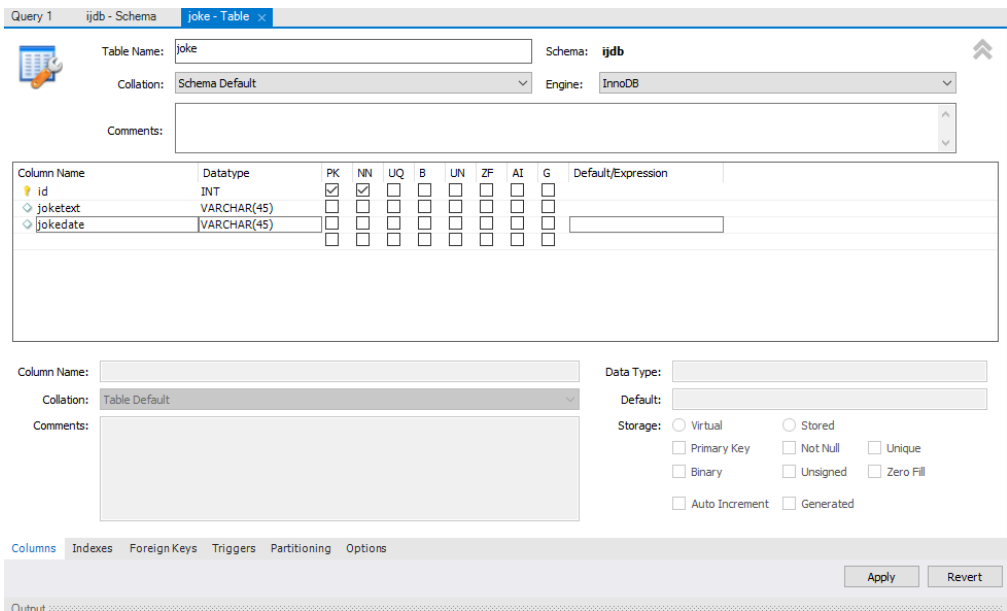 Query 1 ijdb - Schema joke - Table ×
Table Name: joke Schema: ijdb
Collation: Schema Default Engine: InnoDB
Comments:
Column Name Datatype PK NN UQ B UN ZF AI G Default/Expression
id INT
joketext VARCHAR(45)
jokedate VARCHAR(45)
Column Name: Data Type:
Collation: Table Default Default:
Comments: Storage: Virtual Stored
Primary Key Not Null Unique
Binary Unsigned Zero Fill
Auto Increment Generated
Columns Indexes Foreign Keys Triggers Partitioning Options
Apply Revert
Output